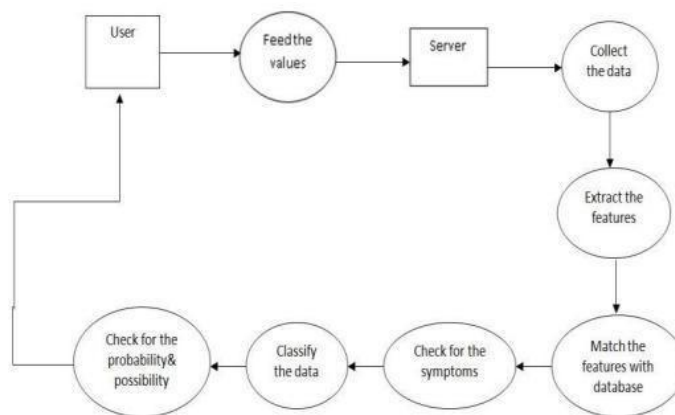 User
Feed the
values
Server
Collect
the data
Extract the
features
Match the
features with
database
Check for the
symptoms
Classify
the data
Check for the
probability&
possibility